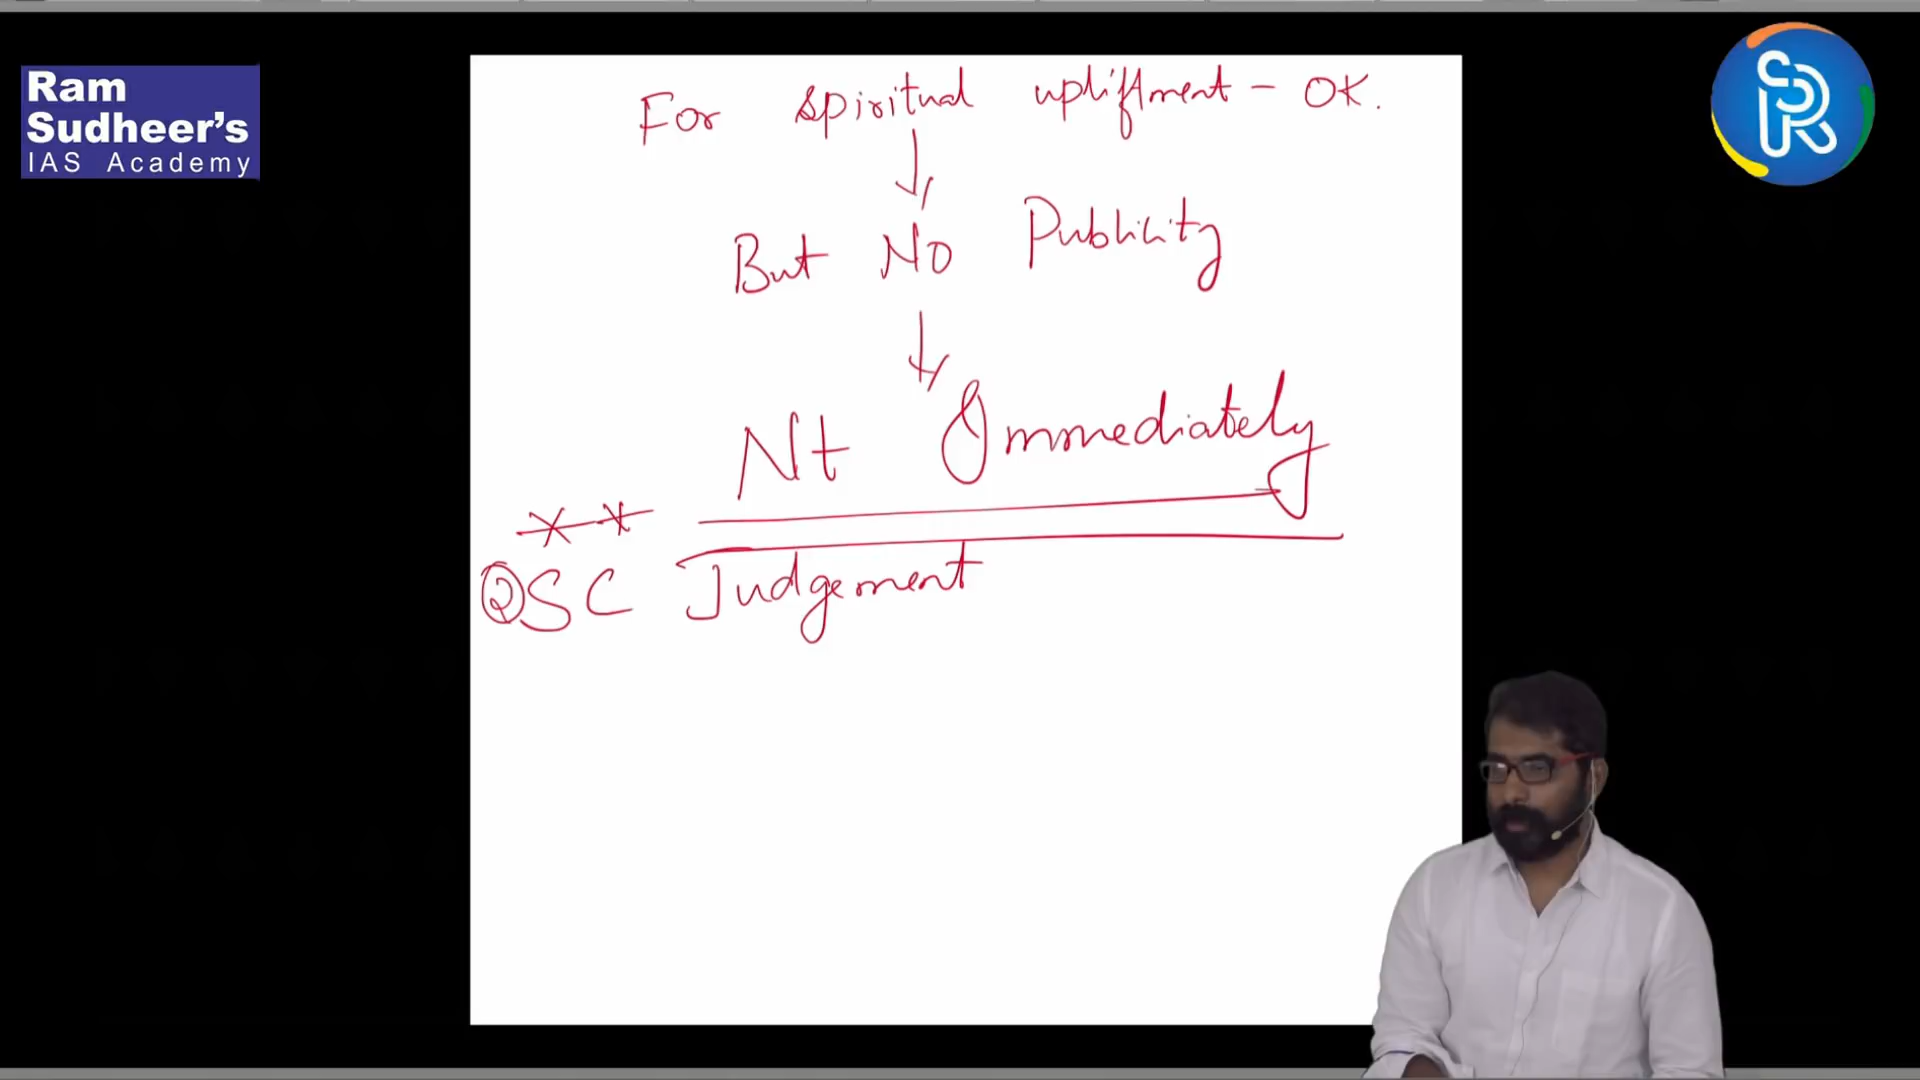 Ram
Sudheer's
IAS Academy
For spiritual upliftment - OK.
But NO Publicity
Nt Immediately
SC Judgement